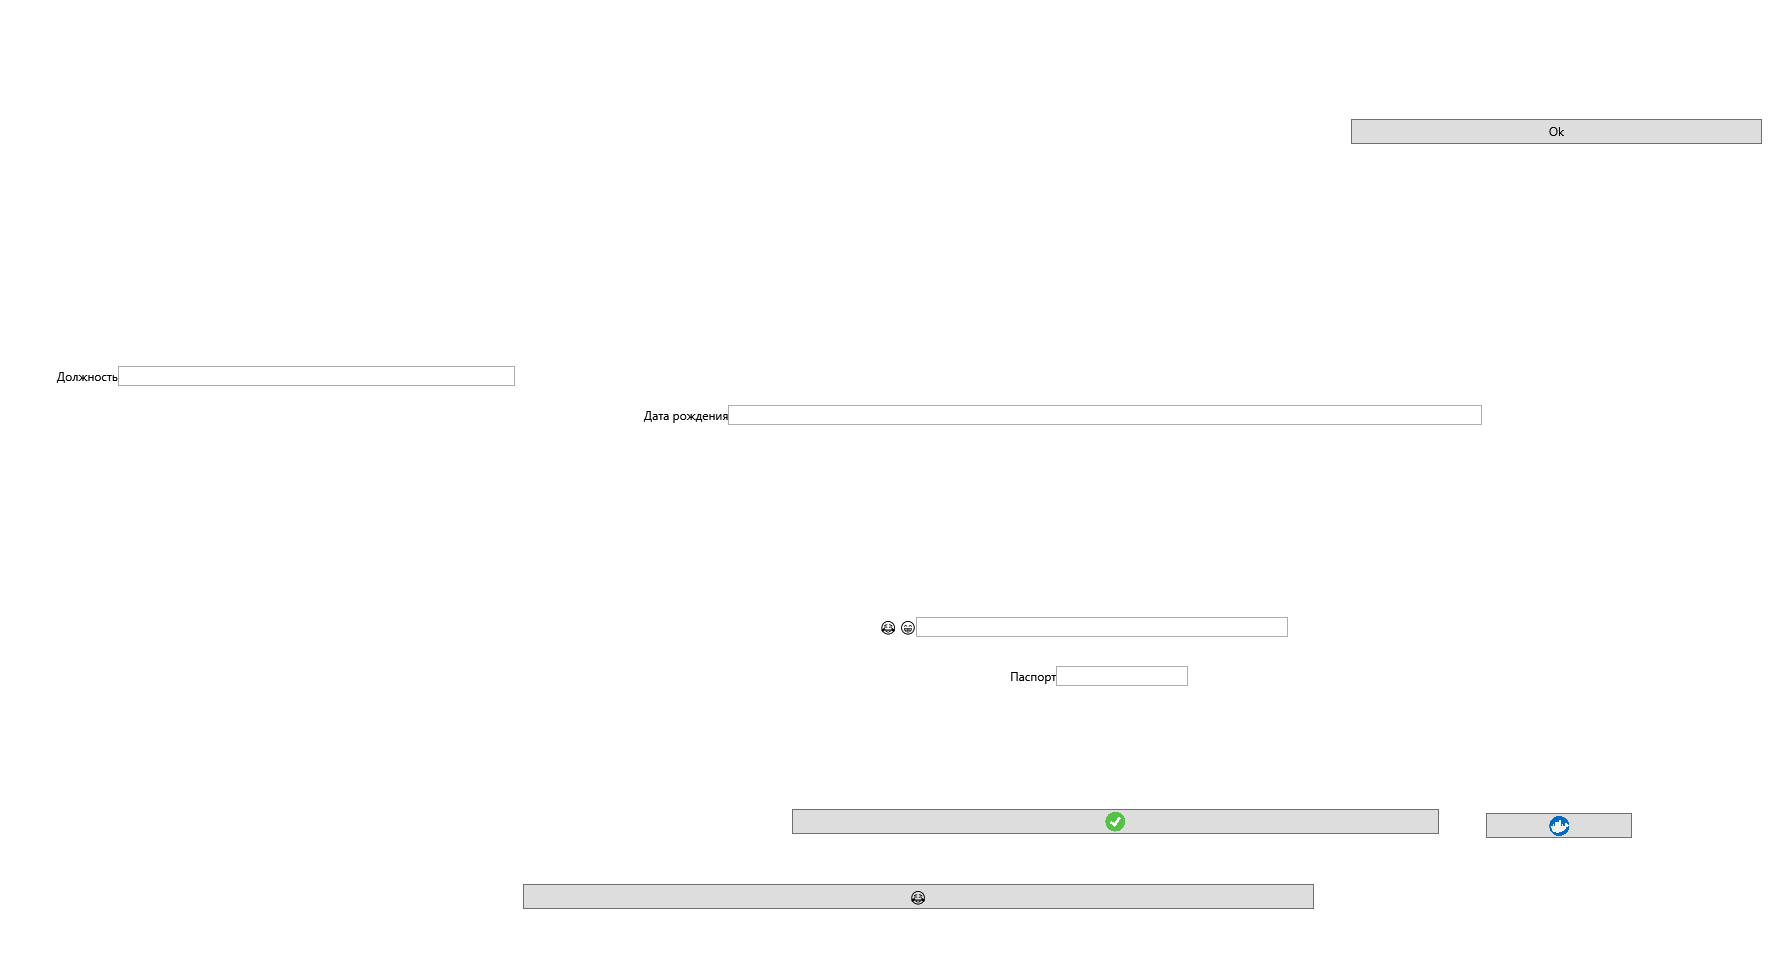 Ok
Должность
Дата рождения
😂 😁
Паспорт
😂